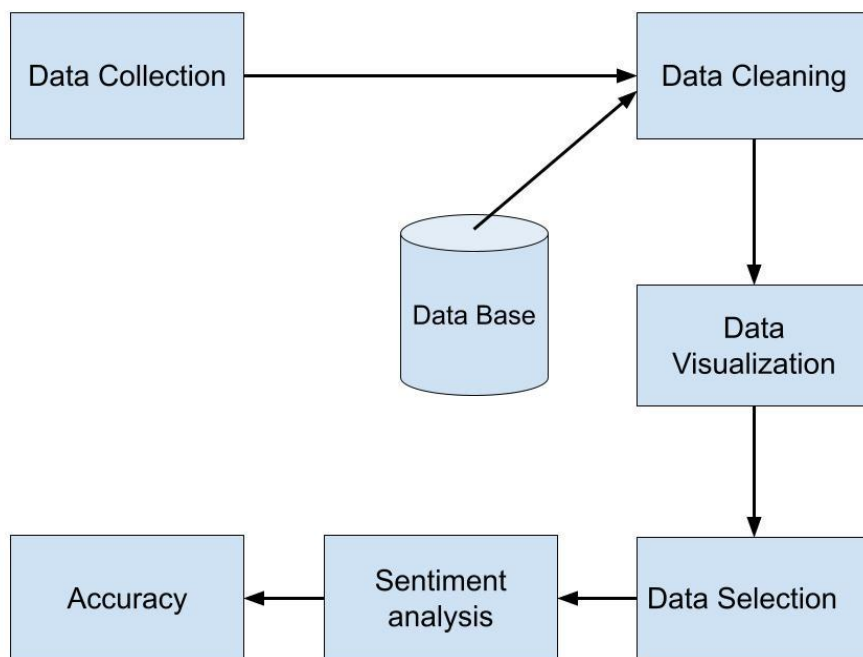 Data Collection
Data Cleaning
Data Base
Data
Visualization
Accuracy
Sentiment
analysis
Data Selection